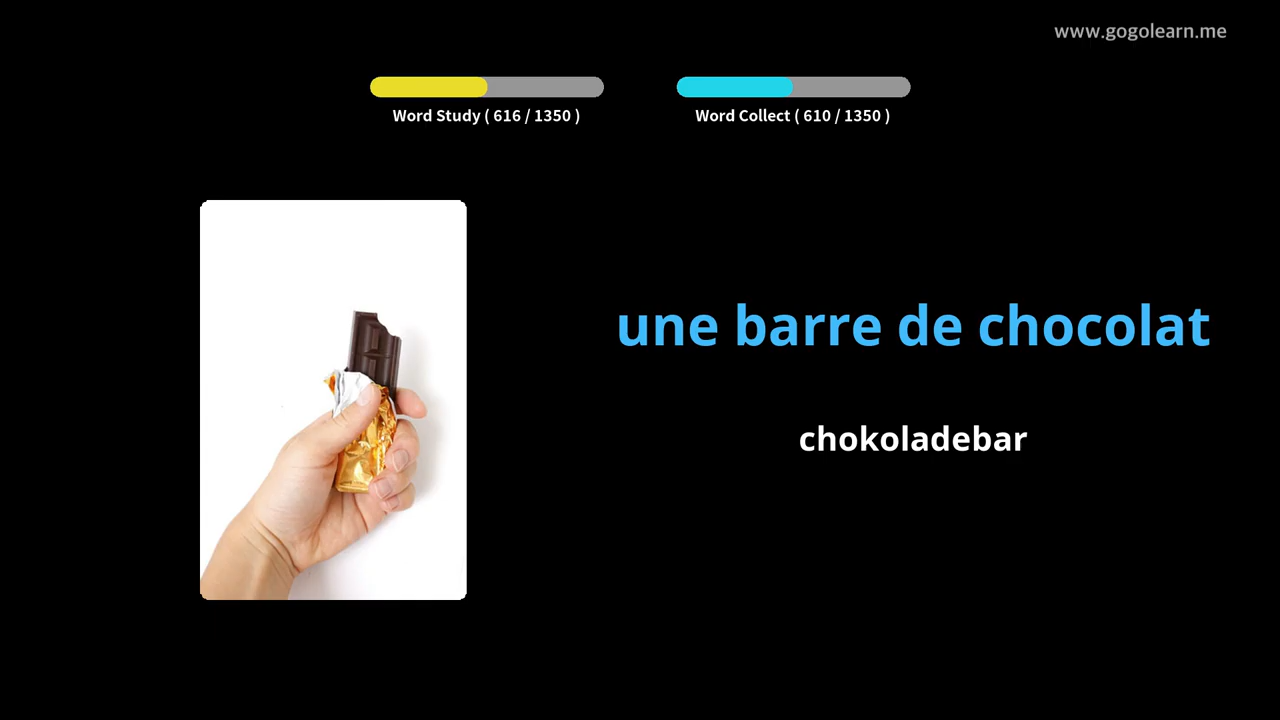 www.gogolearn.me
Word Study ( 616 / 1350 )
Word Collect ( 610 / 1350 )
une barre de chocolat
chokoladebar